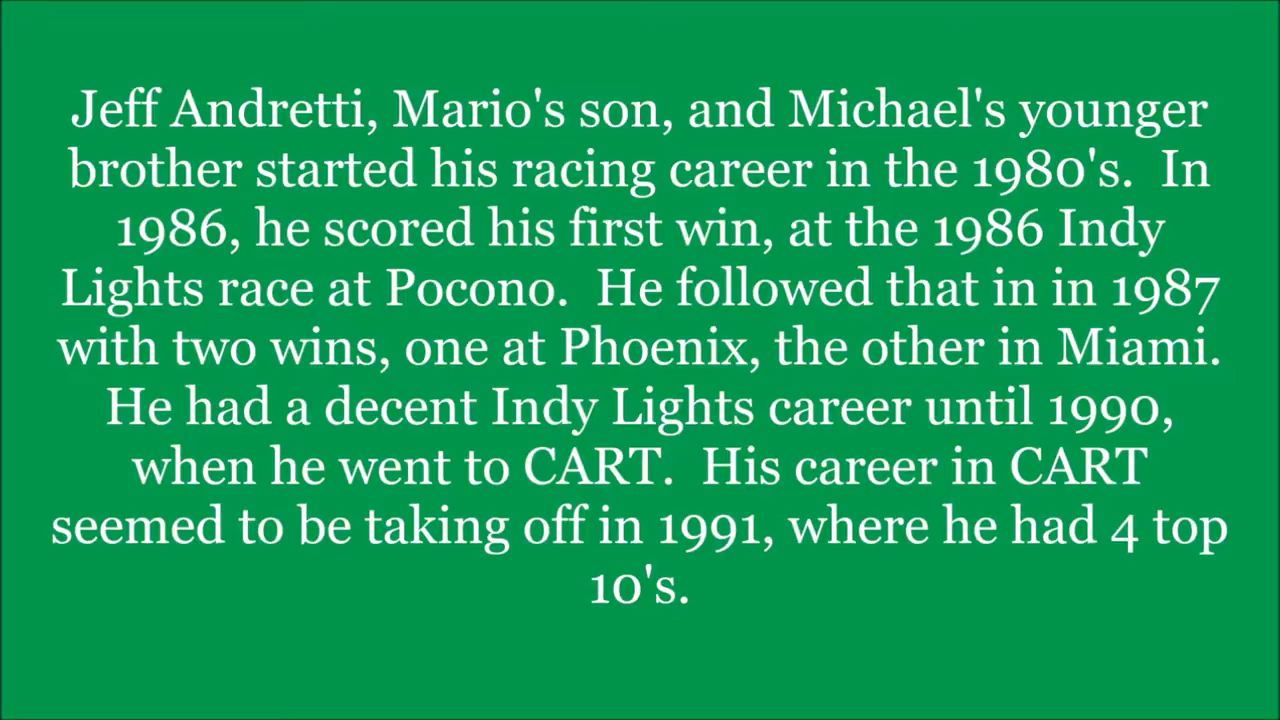 Jeff Andretti, Mario's son, and Michael's younger
brother started his racing career in the 1980's.  In
1986, he scored his first win, at the 1986 Indy
Lights race at Pocono.  He followed that in in 1987
with two wins, one at Phoenix, the other in Miami.
He had a decent Indy Lights career until 1990,
when he went to CART.  His career in CART
seemed to be taking off in 1991, where he had 4 top
10's.